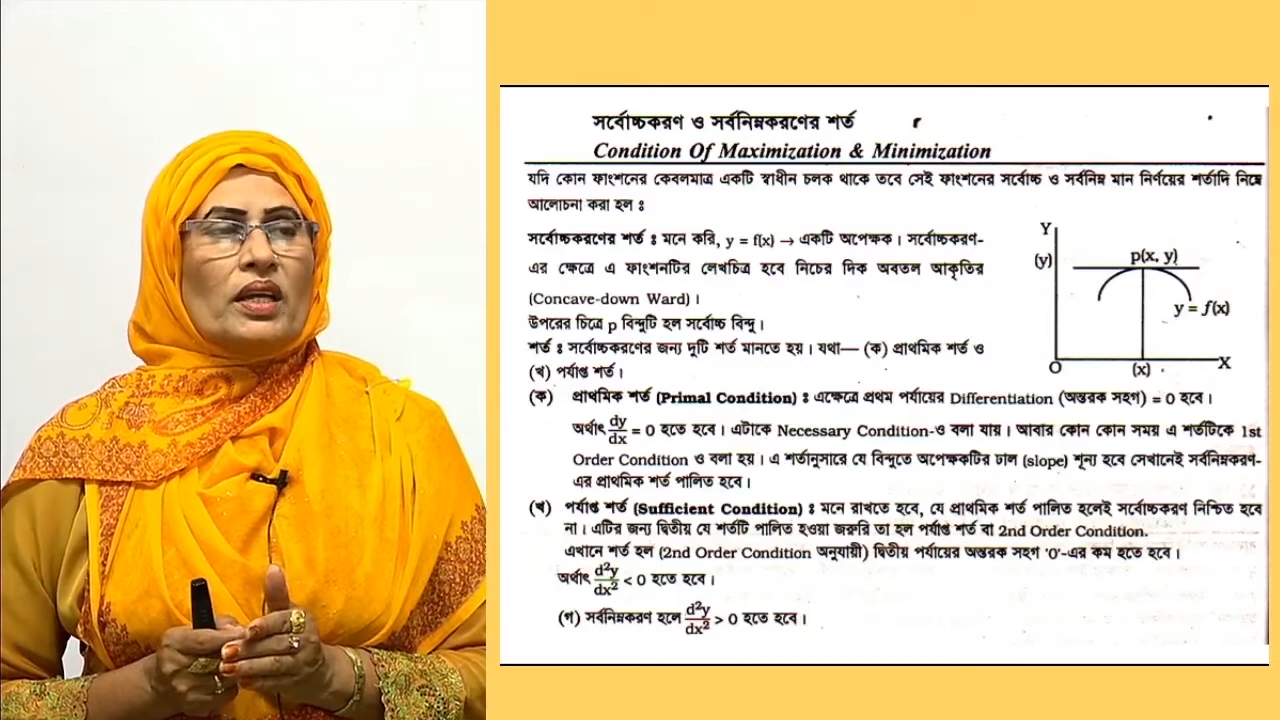 সর্বোচ্চকরণ ও সর্বনিম্নকরণের শর্ত
Condition Of Maximization & Minimization
যদি কোন ফাংশনের কেবলমাত্র একটি স্বাধীন চলক থাকে তবে সেই ফাংশনের সর্বোচ্চ ও সর্বনিম্ন মান নির্ণয়ের শর্তাদি নিম্নে
আলোচনা করা হল ঃ
সর্বোচ্চকরণের শর্ত ঃ মনে করি, y = f(x) → একটি অপেক্ষক। সর্বোচ্চকরণ-
এর ক্ষেত্রে এ ফাংশনটির লেখচিত্র হবে নিচের দিক অবতল আকৃতির
(Concave-down Ward)।
উপরের চিত্রে p বিন্দুটি হল সর্বোচ্চ বিন্দু।
শর্ত ঃ সর্বোচ্চকরণের জন্য দুটি শর্ত মানতে হয়। যথা— (ক) প্রাথমিক শর্ত ও
(খ) পর্যাপ্ত শর্ত।
Y
(y)
p(x, y)
y = f(x)
O
(x)
X
(ক) প্রাথমিক শর্ত (Primal Condition) ঃ এক্ষেত্রে প্রথম পর্যায়ের Differentiation (অন্তরক সহগ) = 0 হবে।
অর্থাৎ dy/dx = 0 হতে হবে। এটাকে Necessary Condition-ও বলা যায়। আবার কোন কোন সময় এ শর্তটিকে 1st
Order Condition ও বলা হয়। এ শর্তানুসারে যে বিন্দুতে অপেক্ষকটির ঢাল (slope) শূন্য হবে সেখানেই সর্বনিম্নকরণ-
এর প্রাথমিক শর্ত পালিত হবে।
(খ) পর্যাপ্ত শর্ত (Sufficient Condition) ঃ মনে রাখতে হবে, যে প্রাথমিক শর্ত পালিত হলেই সর্বোচ্চকরণ নিশ্চিত হবে
না। এটির জন্য দ্বিতীয় যে শর্তটি পালিত হওয়া জরুরি তা হল পর্যাপ্ত শর্ত বা 2nd Order Condition.
এখানে শর্ত হল (2nd Order Condition অনুযায়ী) দ্বিতীয় পর্যায়ের অন্তরক সহগ '0'-এর কম হতে হবে।
অর্থাৎ d²y/dx² < 0 হতে হবে।
(গ) সর্বনিম্নকরণ হলে d²y/dx² > 0 হতে হবে।